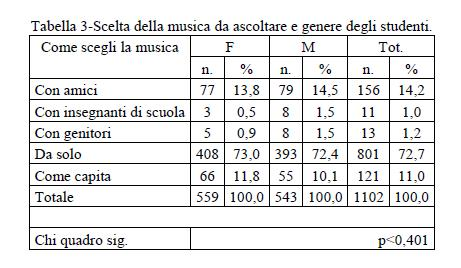 Tabella 3-Scelta della musica da ascoltare e genere degli studenti.
Come scegli la musica F M Tot.
n. % n. % n. %
Con amici 77 13,8 79 14,5 156 14,2
Con insegnanti di scuola 3 0,5 8 1,5 11 1,0
Con genitori 5 0,9 8 1,5 13 1,2
Da solo 408 73,0 393 72,4 801 72,7
Come capita 66 11,8 55 10,1 121 11,0
Totale 559 100,0 543 100,0 1102 100,0
Chi quadro sig. p<0,401